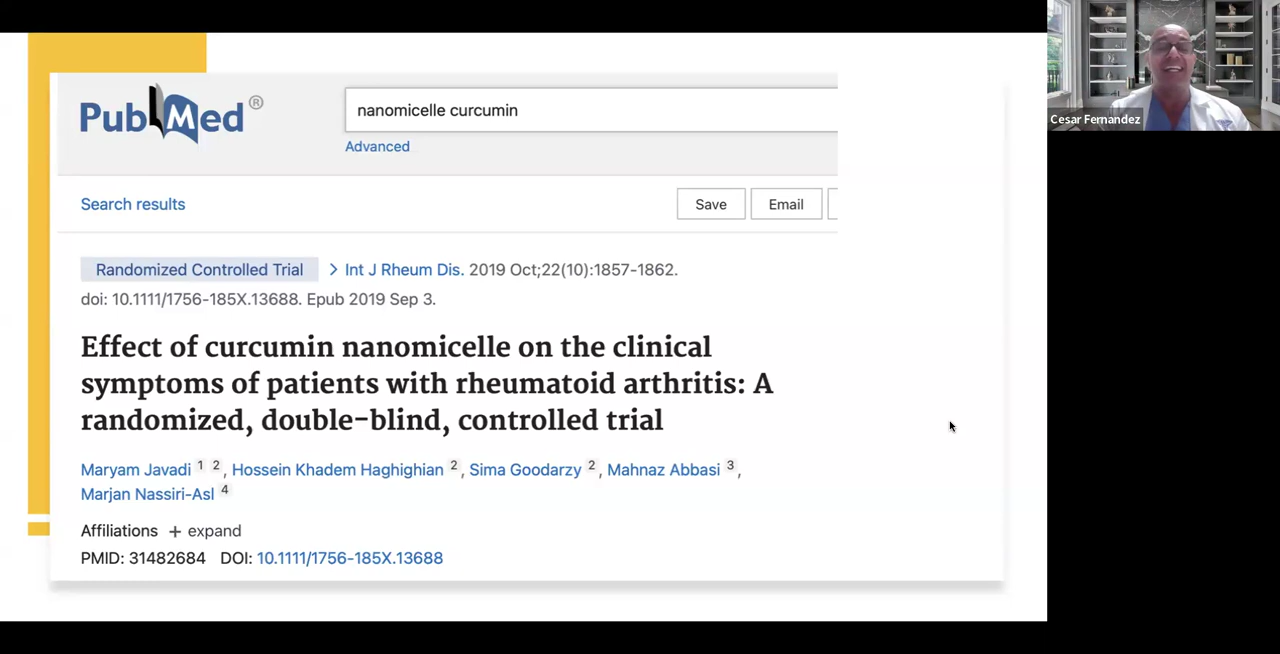 PubMed®
nanomicelle curcumin
Advanced
Search results
Save
Email
Randomized Controlled Trial > Int J Rheum Dis. 2019 Oct;22(10):1857-1862.
doi: 10.1111/1756-185X.13688. Epub 2019 Sep 3.
Effect of curcumin nanomicelle on the clinical
symptoms of patients with rheumatoid arthritis: A
randomized, double-blind, controlled trial
Maryam Javadi 1 2, Hossein Khadem Haghighian 2, Sima Goodarzy 2, Mahnaz Abbasi 3,
Marjan Nassiri-Asl 4
Affiliations + expand
PMID: 31482684 DOI: 10.1111/1756-185X.13688
Cesar Fernandez